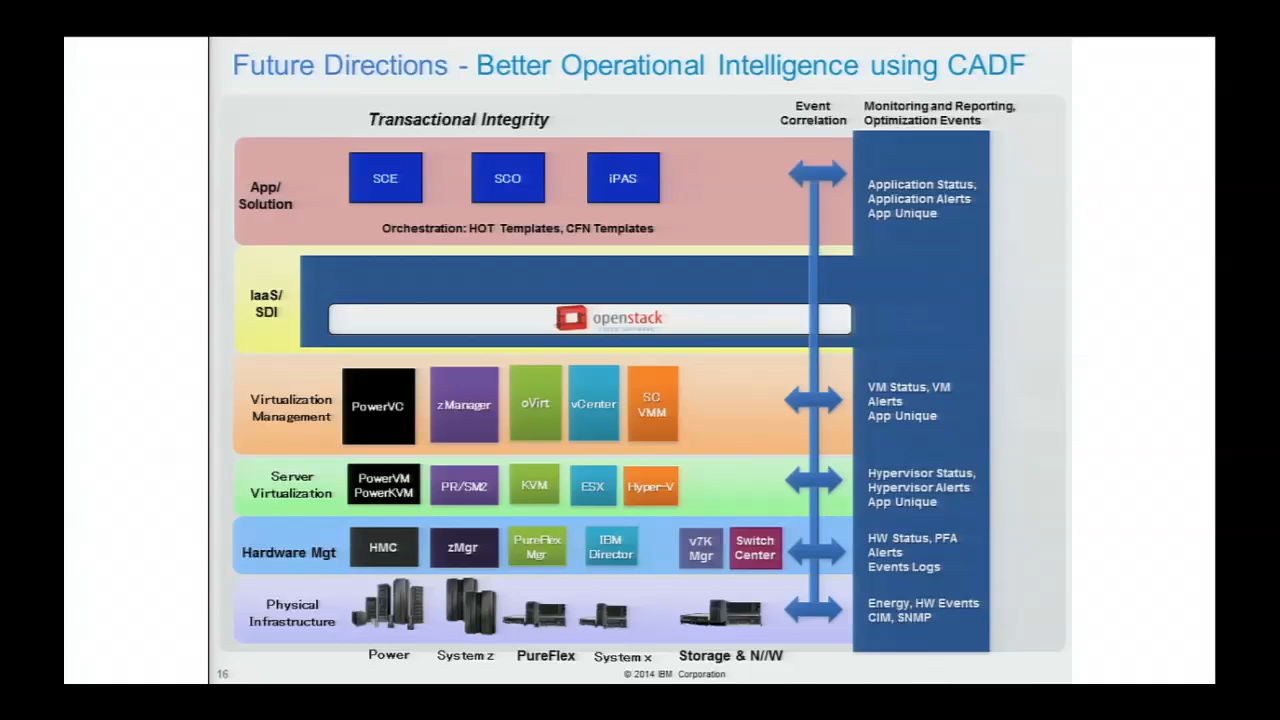 Future Directions - Better Operational Intelligence using CADF
Transactional Integrity
Event
Correlation
Monitoring and Reporting,
Optimization Events
App/
Solution
SCE
SCO
iPAS
Orchestration: HOT Templates, CFN Templates
Application Status,
Application Alerts
App Unique
IaaS/
SDI
openstack
Virtualization
Management
PowerVC
zManager
oVirt
vCenter
SC
VMM
VM Status, VM
Alerts
App Unique
Server
Virtualization
PowerVM
PowerKVM
PR/SM2
KVM
ESX
Hyper-V
Hypervisor Status,
Hypervisor Alerts
App Unique
Hardware Mgt
HMC
zMgr
PureFlex
Mgr
IBM
Director
v7K
Mgr
Switch
Center
HW Status, PFA
Alerts
Events Logs
Physical
Infrastructure
Energy, HW Events
CIM, SNMP
Power
System z
PureFlex
System x
Storage & N//W
16
© 2014 IBM Corporation